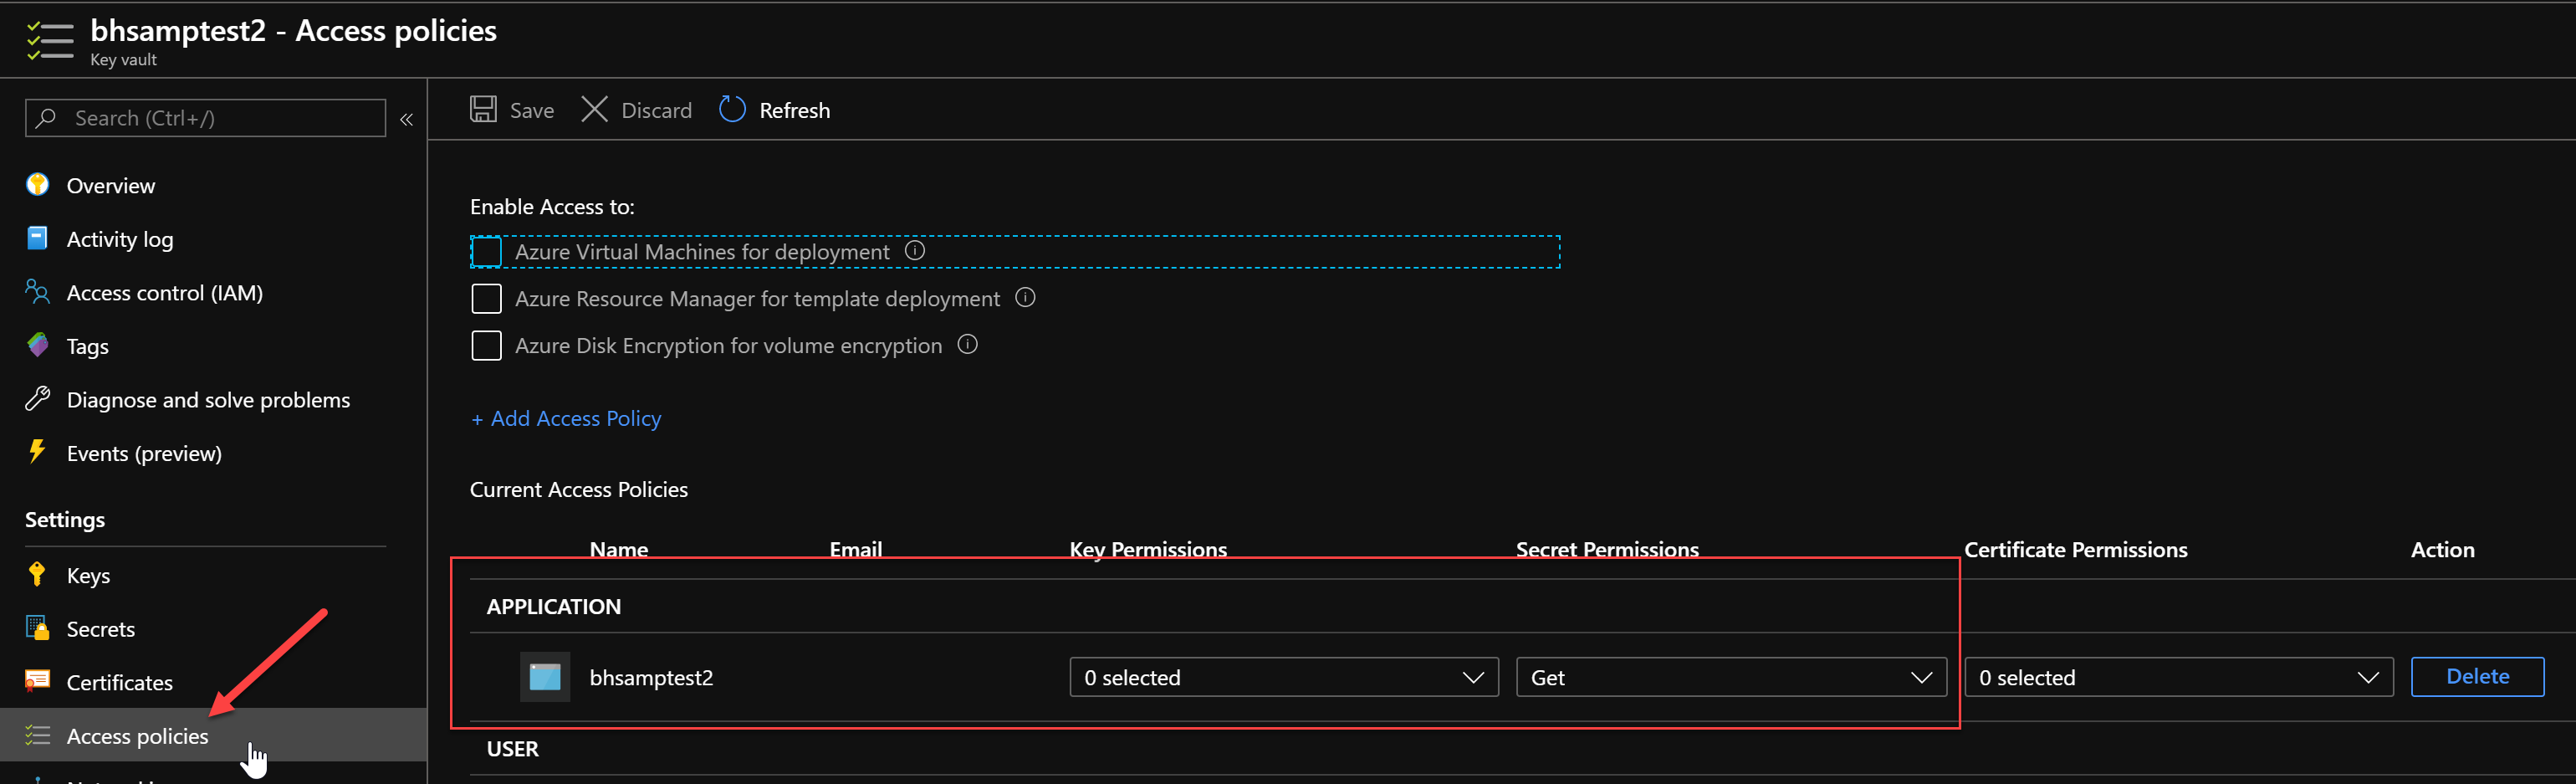 bhsamptest2 - Access policies
Key vault
Search (Ctrl+/)
«
Overview
Activity log
Access control (IAM)
Tags
Diagnose and solve problems
Events (preview)
Settings
Keys
Secrets
Certificates
Access policies
Save Discard Refresh
Enable Access to:
Azure Virtual Machines for deployment
Azure Resource Manager for template deployment
Azure Disk Encryption for volume encryption
+ Add Access Policy
Current Access Policies
Name Email Key Permissions Secret Permissions Certificate Permissions Action
APPLICATION
bhsamptest2 0 selected Get 0 selected Delete
USER